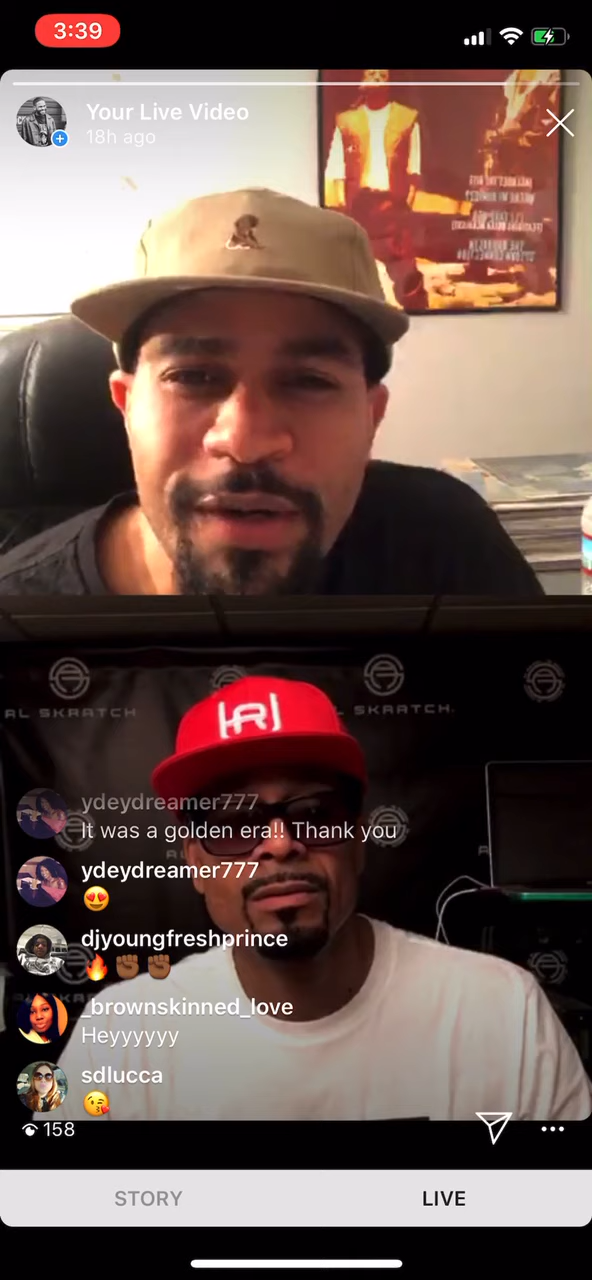 3:39
Your Live Video
18h ago
AL SKRATCH
SKRATCH.
ydeydreamer777
It was a golden era!! Thank you
ydeydreamer777
😍
djyoungfreshprince
🔥✊🏾✊🏾
_brownskinned_love
Heyyyyyy
sdlucca
😘
158
STORY
LIVE